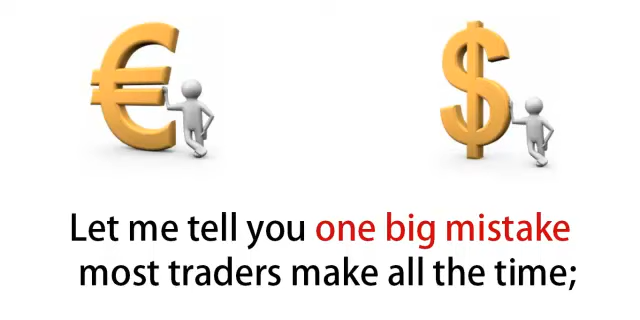 € $
Let me tell you one big mistake
most traders make all the time;